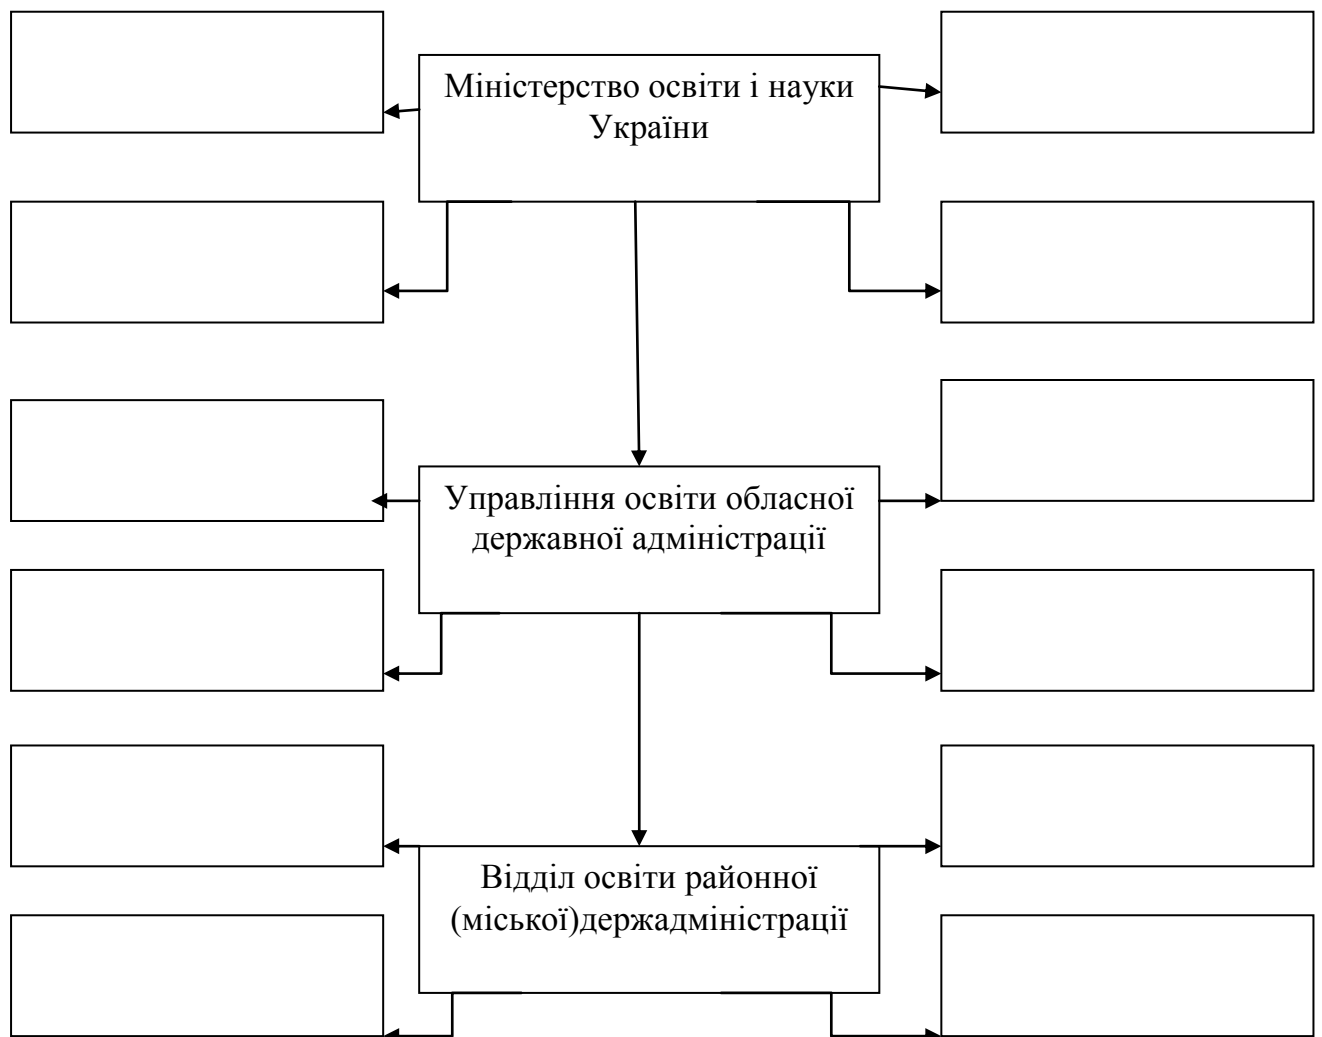 Міністерство освіти і науки
України
Управління освіти обласної
державної адміністрації
Відділ освіти районної
(міської)держадміністрації